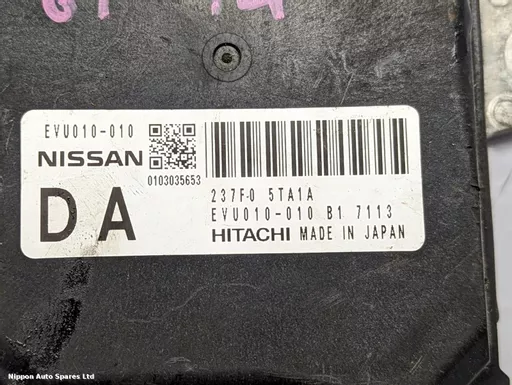 EVU010-010
NISSAN
0103035653
DA
237F0 5TA1A
EVU010-010 B1 7113
HITACHI MADE IN JAPAN
Nippon Auto Spares Ltd